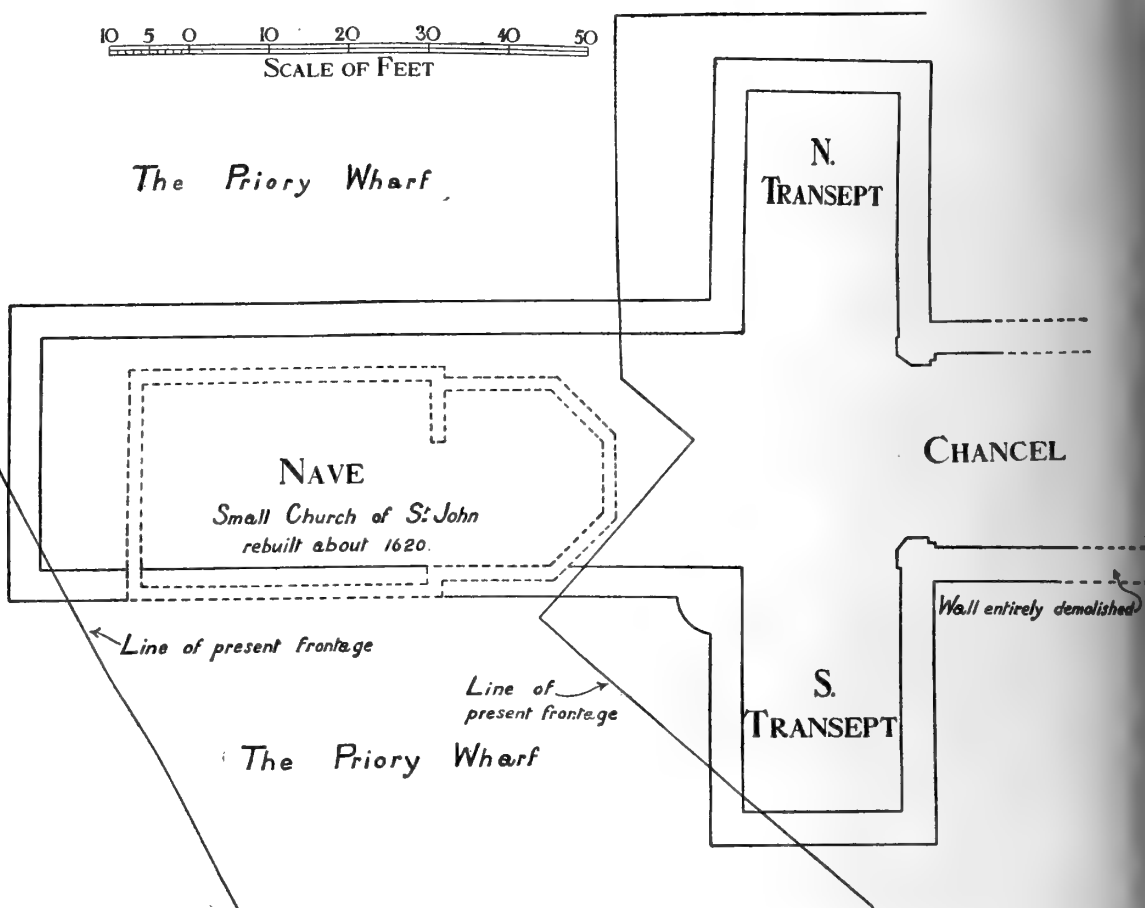 10 5 0 10 20 30 40 50
SCALE OF FEET
The Priory Wharf
N.
TRANSEPT
CHANCEL
NAVE
Small Church of St John
rebuilt about 1620.
Wall entirely demolished
Line of present frontage
Line of
present frontage
S.
TRANSEPT
The Priory Wharf